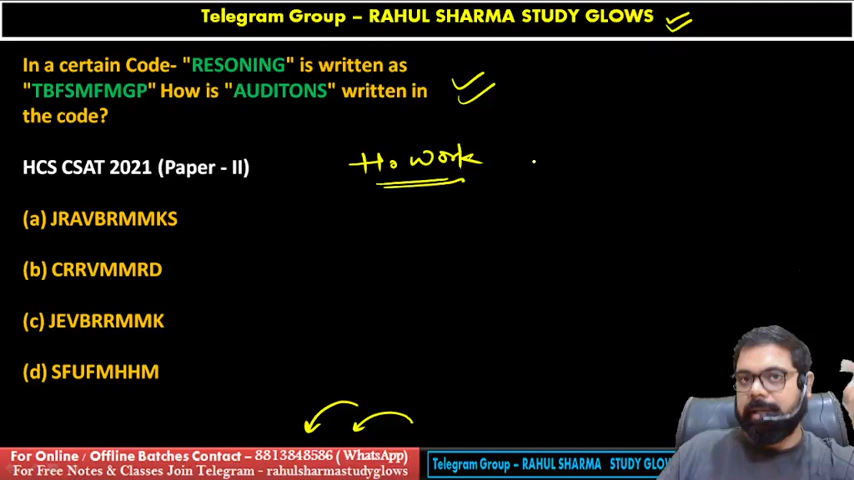 Telegram Group – RAHUL SHARMA STUDY GLOWS
In a certain Code- "RESONING" is written as
"TBFSMFMGP" How is "AUDITONS" written in
the code?
HCS CSAT 2021 (Paper - II)
H. Work
(a) JRAVBRMMKS
(b) CRRVMMRD
(c) JEVBRRMMK
(d) SFUFMHHM
For Online / Offline Batches Contact – 8813848586 ( WhatsApp)
For Free Notes & Classes Join Telegram - rahulsharmastudyglows
Telegram Group – RAHUL SHARMA STUDY GLOW